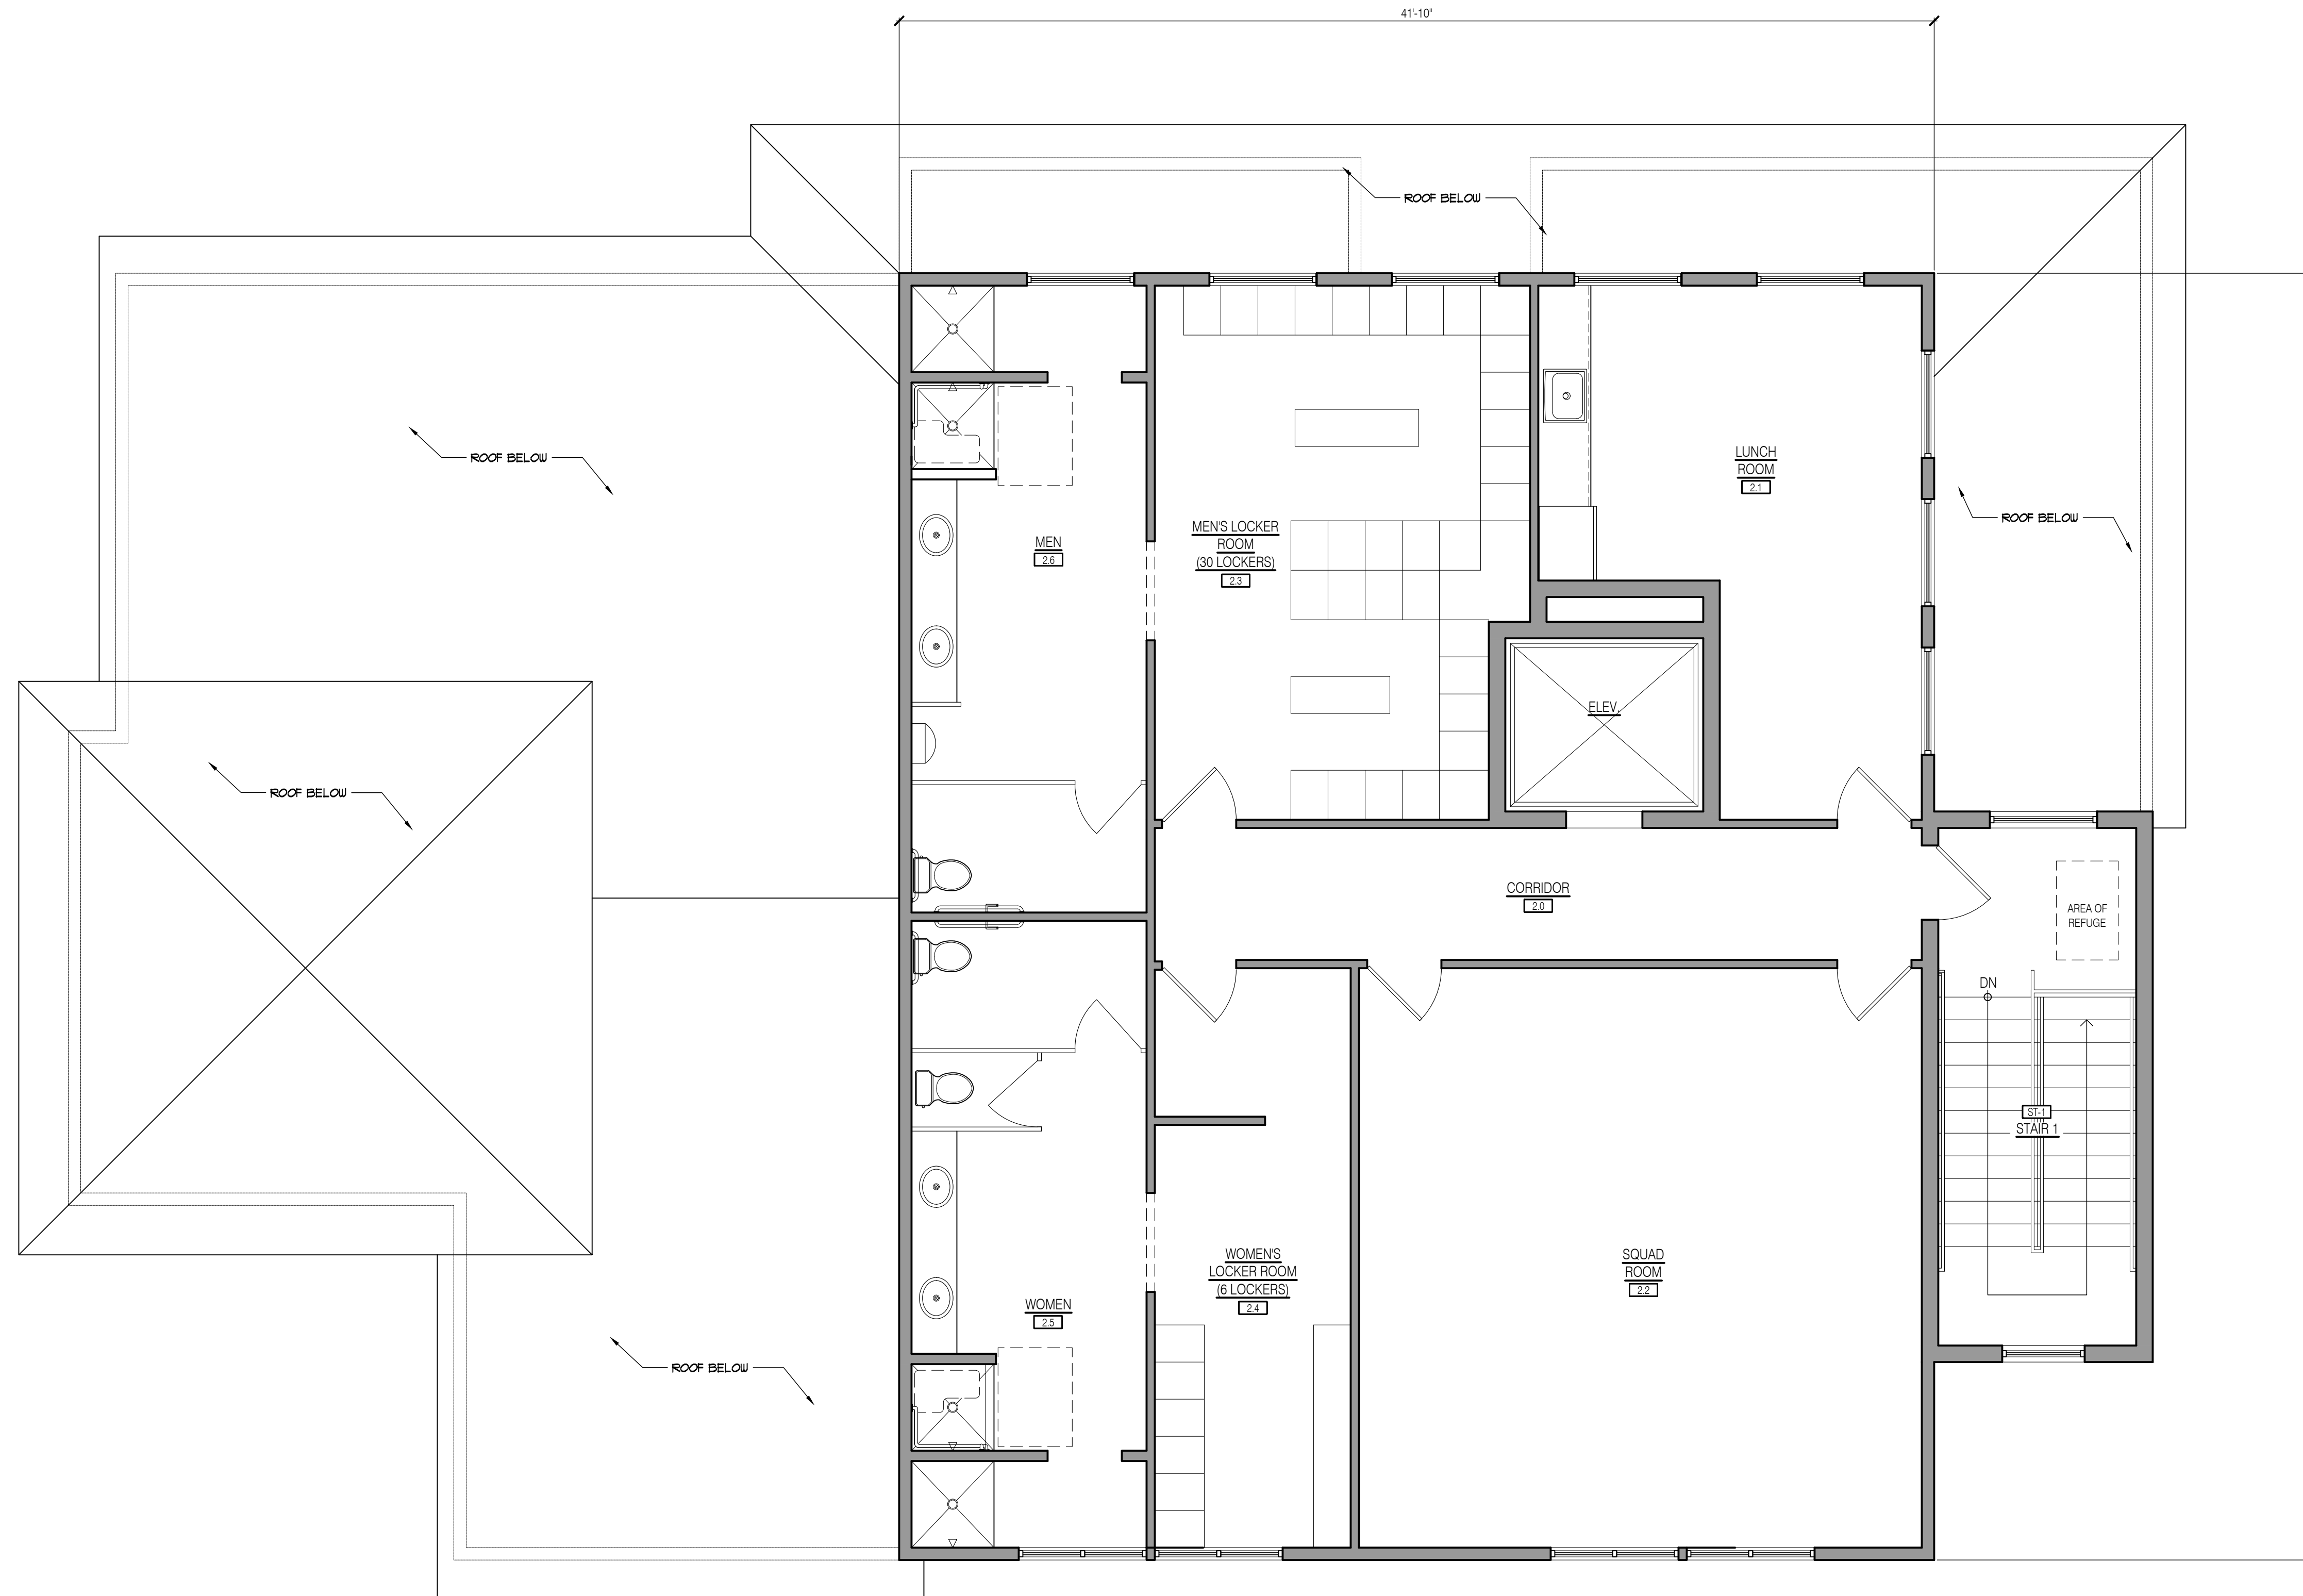 41'-10"
ROOF BELOW
ROOF BELOW
LUNCH
ROOM
2.1
ROOF BELOW
MEN'S LOCKER
ROOM
(30 LOCKERS)
2.3
MEN
2.6
ELEV.
ROOF BELOW
CORRIDOR
2.0
AREA OF
REFUGE
DN
ST-1
STAIR 1
WOMEN'S
LOCKER ROOM
(6 LOCKERS)
2.4
SQUAD
ROOM
2.2
WOMEN
2.5
ROOF BELOW